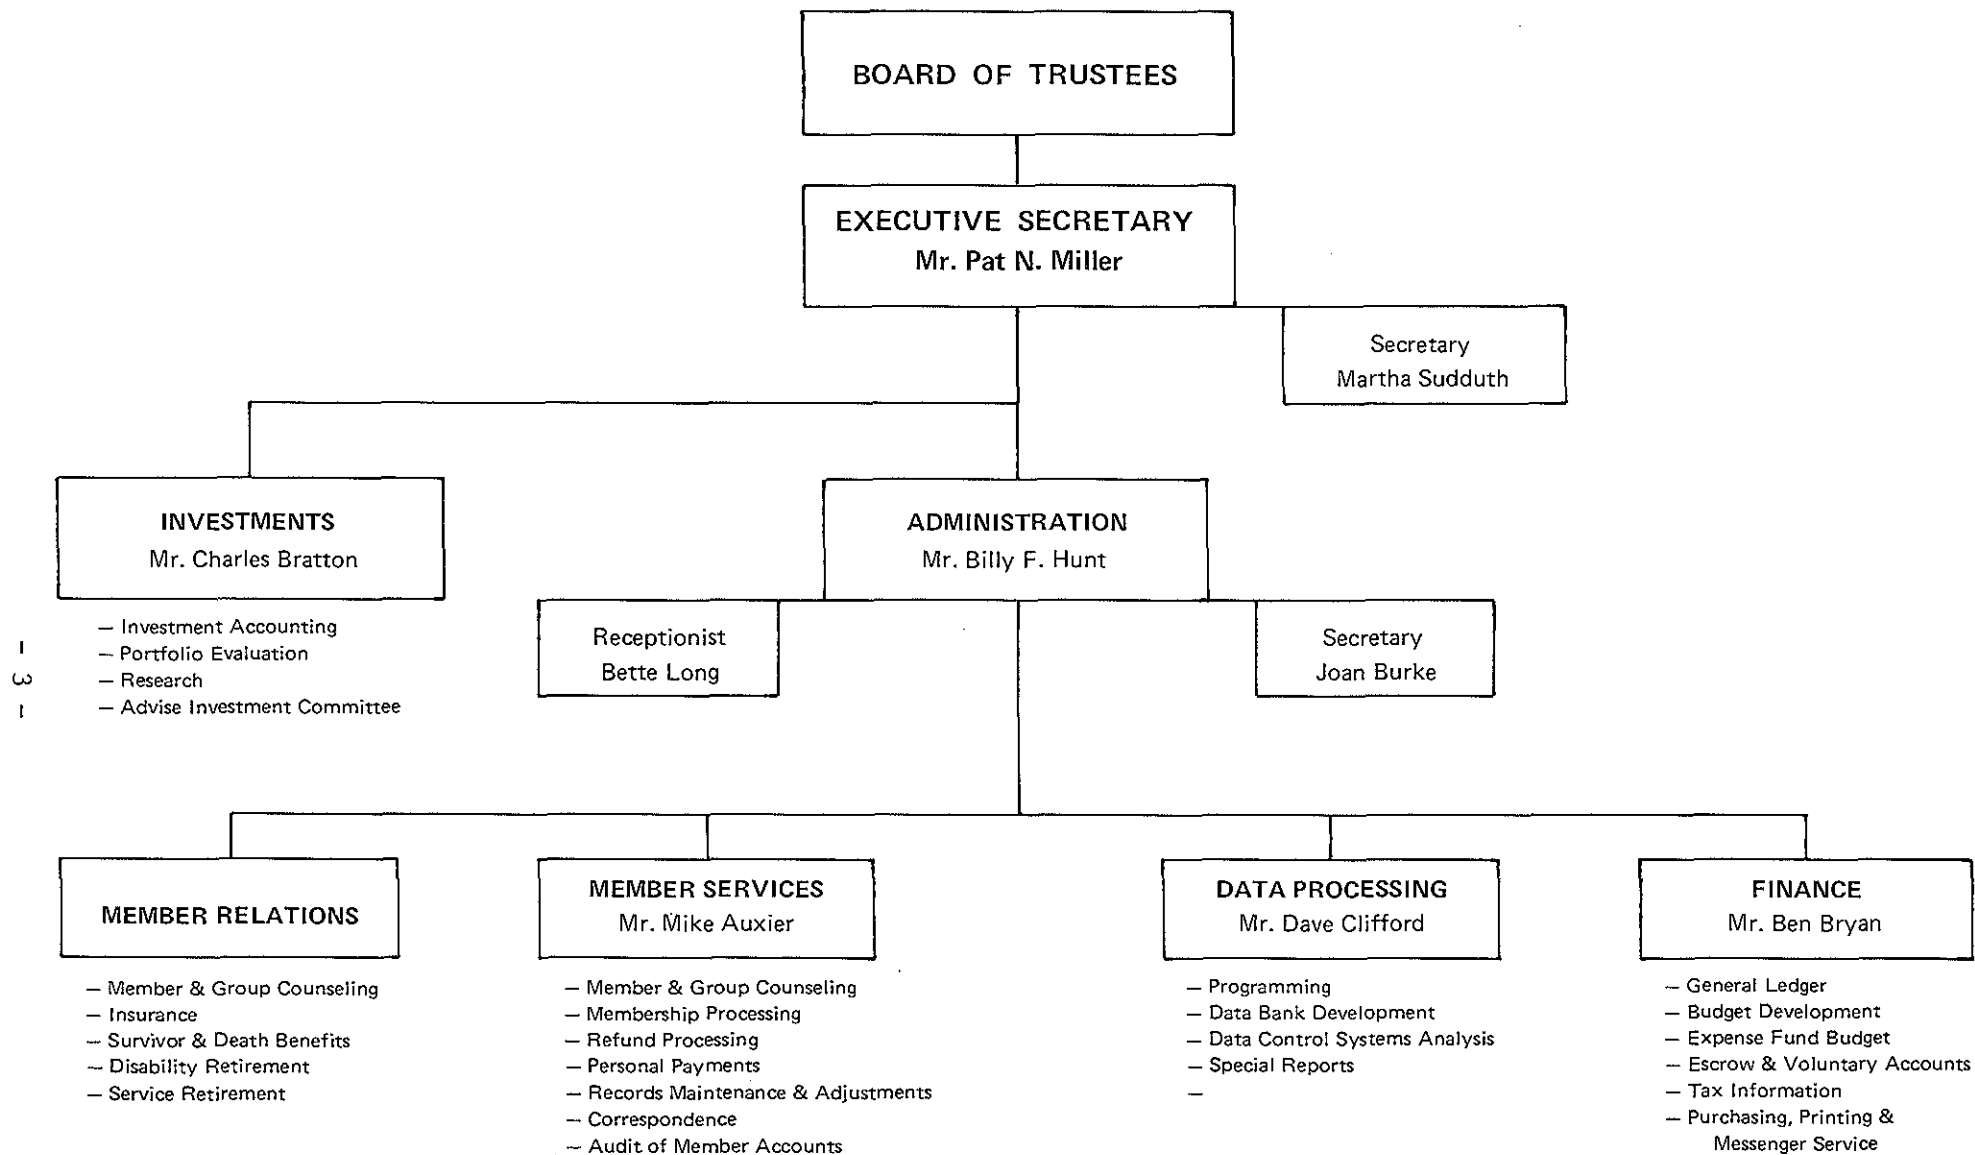 BOARD OF TRUSTEES
EXECUTIVE SECRETARY
Mr. Pat N. Miller
Secretary
Martha Sudduth
INVESTMENTS
Mr. Charles Bratton
— Investment Accounting
— Portfolio Evaluation
— Research
— Advise Investment Committee
ADMINISTRATION
Mr. Billy F. Hunt
Receptionist
Bette Long
Secretary
Joan Burke
- 3 -
MEMBER RELATIONS
— Member & Group Counseling
— Insurance
— Survivor & Death Benefits
— Disability Retirement
— Service Retirement
MEMBER SERVICES
Mr. Mike Auxier
— Member & Group Counseling
— Membership Processing
— Refund Processing
— Personal Payments
— Records Maintenance & Adjustments
— Correspondence
— Audit of Member Accounts
DATA PROCESSING
Mr. Dave Clifford
— Programming
— Data Bank Development
— Data Control Systems Analysis
— Special Reports
—
FINANCE
Mr. Ben Bryan
— General Ledger
— Budget Development
— Expense Fund Budget
— Escrow & Voluntary Accounts
— Tax Information
— Purchasing, Printing &
Messenger Service